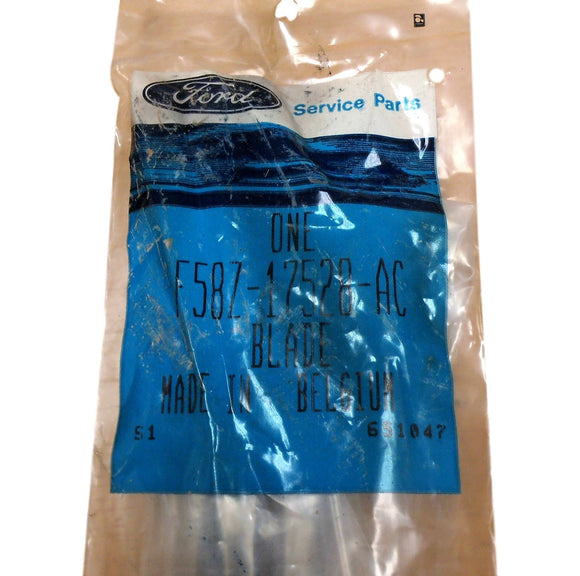 Ford
Service Parts
ONE
F58Z-17528-AC
BLADE
MADE IN BELGIUM
S1 651047